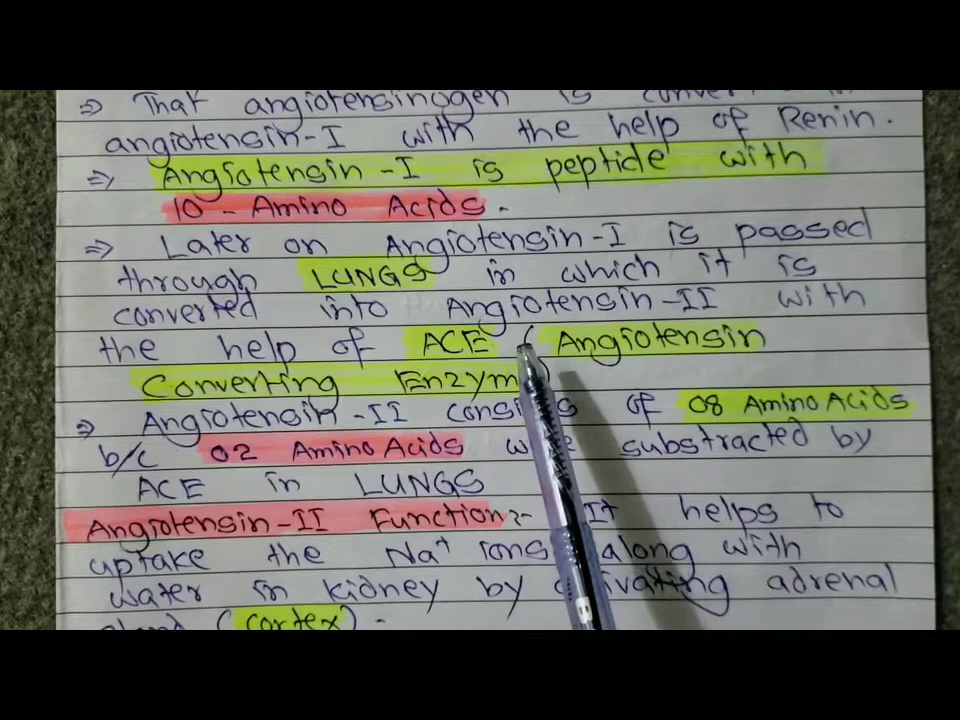 ⇒ That angiotensinogen is
angiotensin-I with the help of Renin.
⇒ Angiotensin-I is peptide with
10-Amino Acids.
⇒ Later on Angiotensin-I is passed
through LUNGS in which it is
converted into Angiotensin-II with
the help of ACE ( Angiotensin
Converting Enzym )
⇒ Angiotensin-II of 08 Amino Acids
b/c 02 Amino Acids substracted by
ACE in LUNGS
Angiotensin-II Function:- It helps to
uptake the Na+ ions along with
water in kidney by adrenal
(cortex).